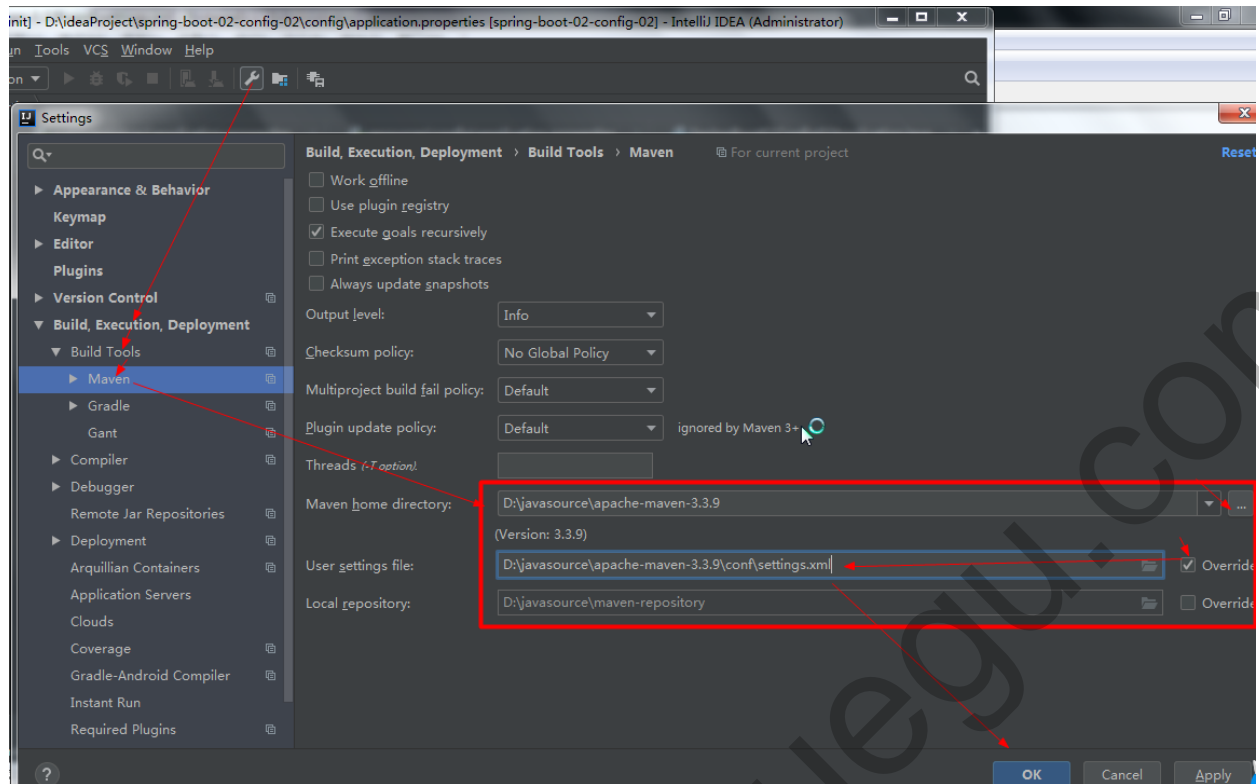 init] - D:\ideaProject\spring-boot-02-config-02\config\application.properties [spring-boot-02-config-02] - IntelliJ IDEA (Administrator)
un Tools VCS Window Help
on
Settings
Build, Execution, Deployment › Build Tools › Maven For current project Reset
Appearance & Behavior
Keymap
Editor
Plugins
Version Control
Build, Execution, Deployment
Build Tools
Maven
Gradle
Gant
Compiler
Debugger
Remote Jar Repositories
Deployment
Arquillian Containers
Application Servers
Clouds
Coverage
Gradle-Android Compiler
Instant Run
Required Plugins
Work offline
Use plugin registry
Execute goals recursively
Print exception stack traces
Always update snapshots
Output level: Info
Checksum policy: No Global Policy
Multiproject build fail policy: Default
Plugin update policy: Default ignored by Maven 3+
Threads (-T option).
Maven home directory: D:\javasource\apache-maven-3.3.9 ...
(Version: 3.3.9)
User settings file: D:\javasource\apache-maven-3.3.9\conf\settings.xml Override
Local repository: D:\javasource\maven-repository Override
? OK Cancel Apply